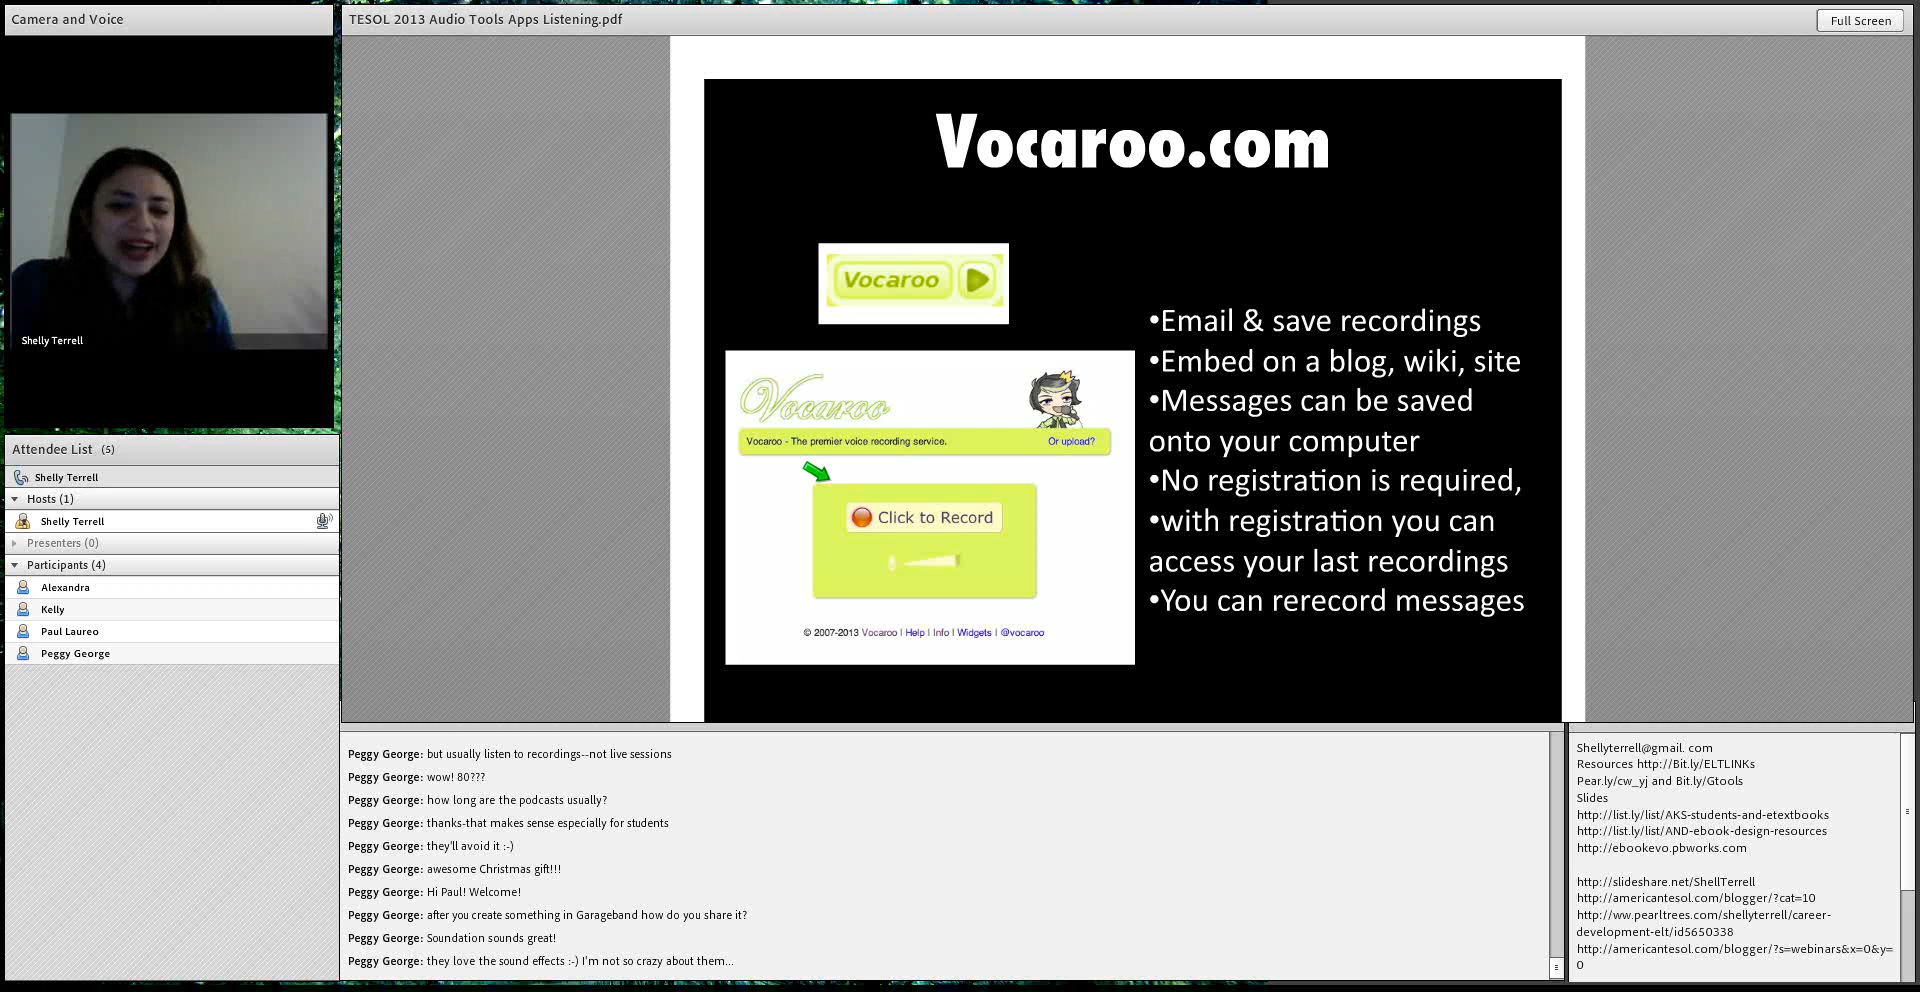 Camera and Voice
Shelly Terrell
Attendee List (5)
Shelly Terrell
Hosts (1)
Shelly Terrell
Presenters (0)
Participants (4)
Alexandra
Kelly
Paul Laureo
Peggy George
TESOL 2013 Audio Tools Apps Listening.pdf
Full Screen
Vocaroo.com
Vocaroo
Vocaroo
Vocaroo - The premier voice recording service.
Or upload?
Click to Record
© 2007-2013 Vocaroo | Help | Info | Widgets | @vocaroo
•Email & save recordings
•Embed on a blog, wiki, site
•Messages can be saved
onto your computer
•No registration is required,
•with registration you can
access your last recordings
•You can rerecord messages
Peggy George: but usually listen to recordings--not live sessions
Peggy George: wow! 80???
Peggy George: how long are the podcasts usually?
Peggy George: thanks-that makes sense especially for students
Peggy George: they'll avoid it :-)
Peggy George: awesome Christmas gift!!!
Peggy George: Hi Paul! Welcome!
Peggy George: after you create something in Garageband how do you share it?
Peggy George: Soundation sounds great!
Peggy George: they love the sound effects :-) I'm not so crazy about them...
Shellyterrell@gmail. com
Resources http://Bit.ly/ELTLINKs
Pear.ly/cw_yj and Bit.ly/Gtools
Slides
http://list.ly/list/AKS-students-and-etextbooks
http://list.ly/list/AND-ebook-design-resources
http://ebookevo.pbworks.com
http://slideshare.net/ShellTerrell
http://americantesol.com/blogger/?cat=10
http://ww.pearltrees.com/shellyterrell/career-
development-elt/id5650338
http://americantesol.com/blogger/?s=webinars&x=0&y=
0